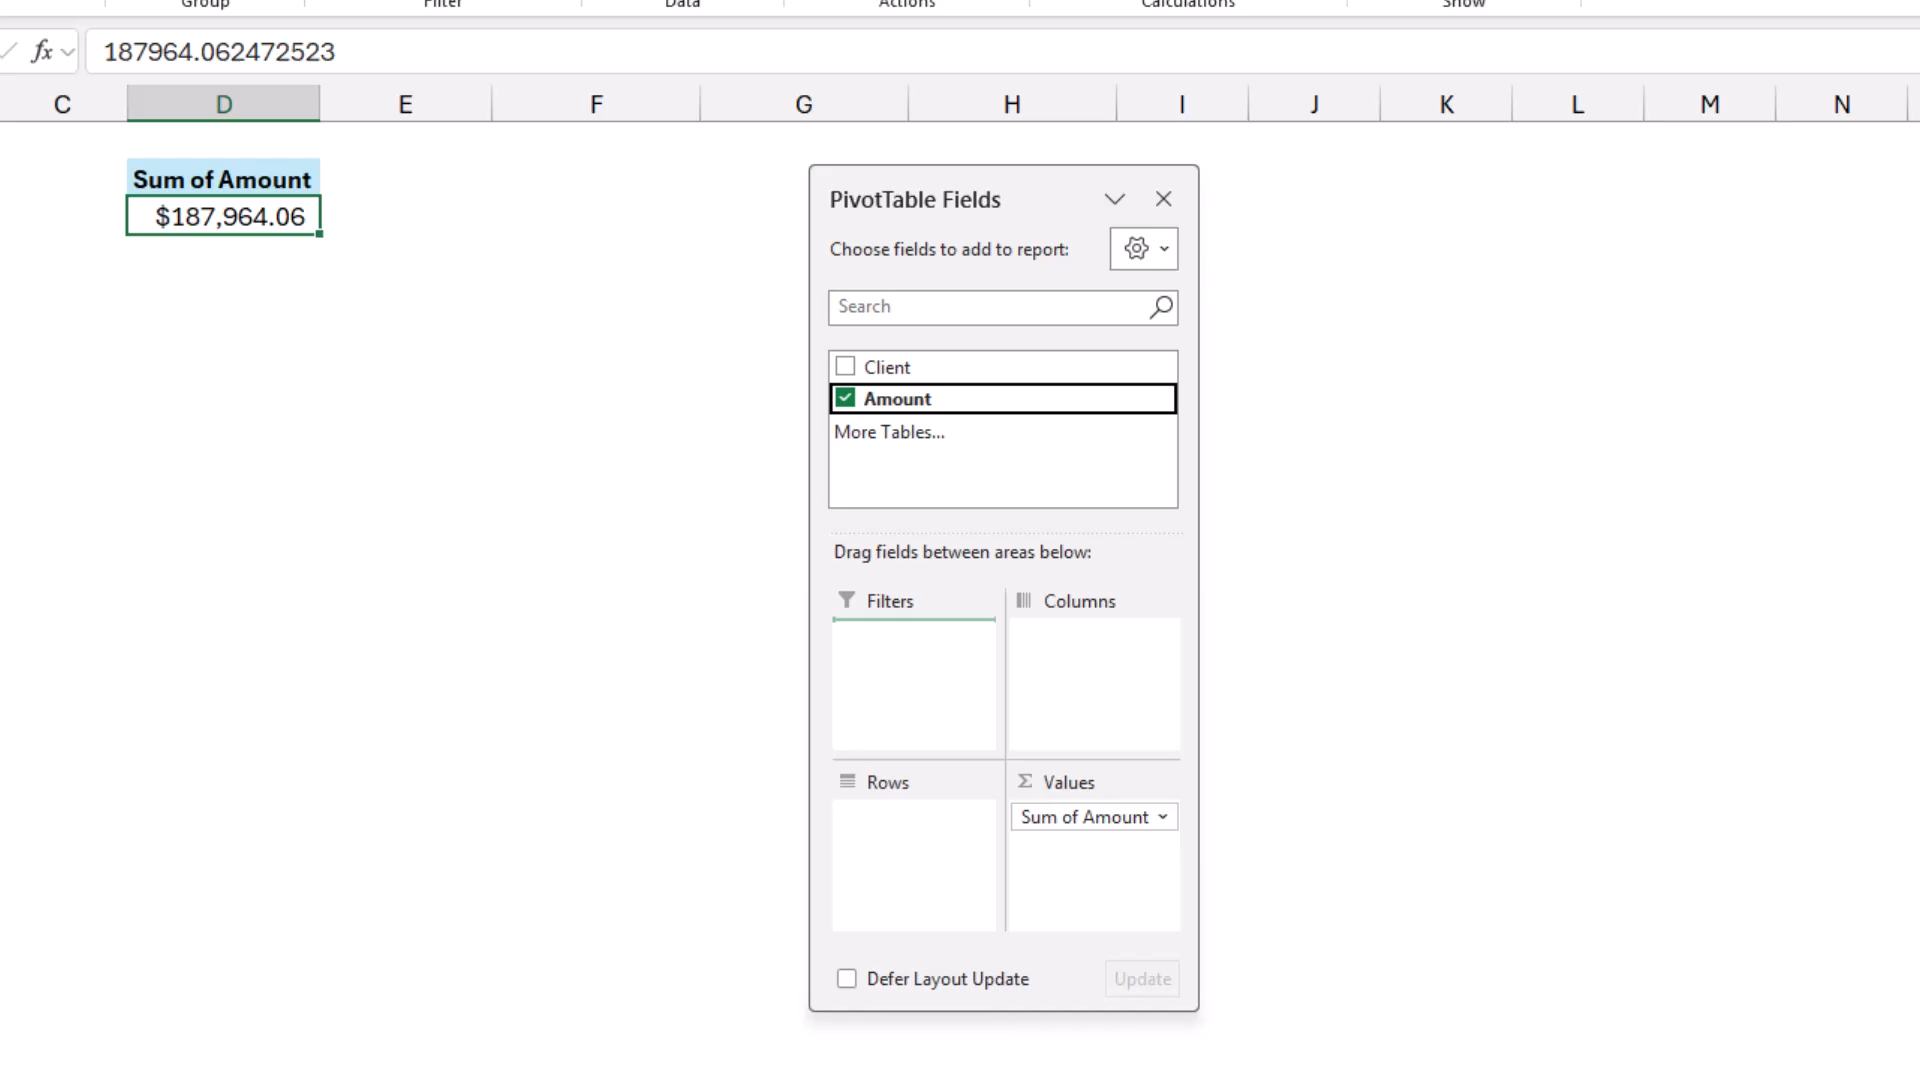 Group Filter Data Actions Calculations Show
fx 187964.062472523
C D E F G H I J K L M N
Sum of Amount
$187,964.06
PivotTable Fields
Choose fields to add to report:
Search
Client
Amount
More Tables...
Drag fields between areas below:
Filters
Columns
Rows
Σ Values
Sum of Amount
Defer Layout Update
Update